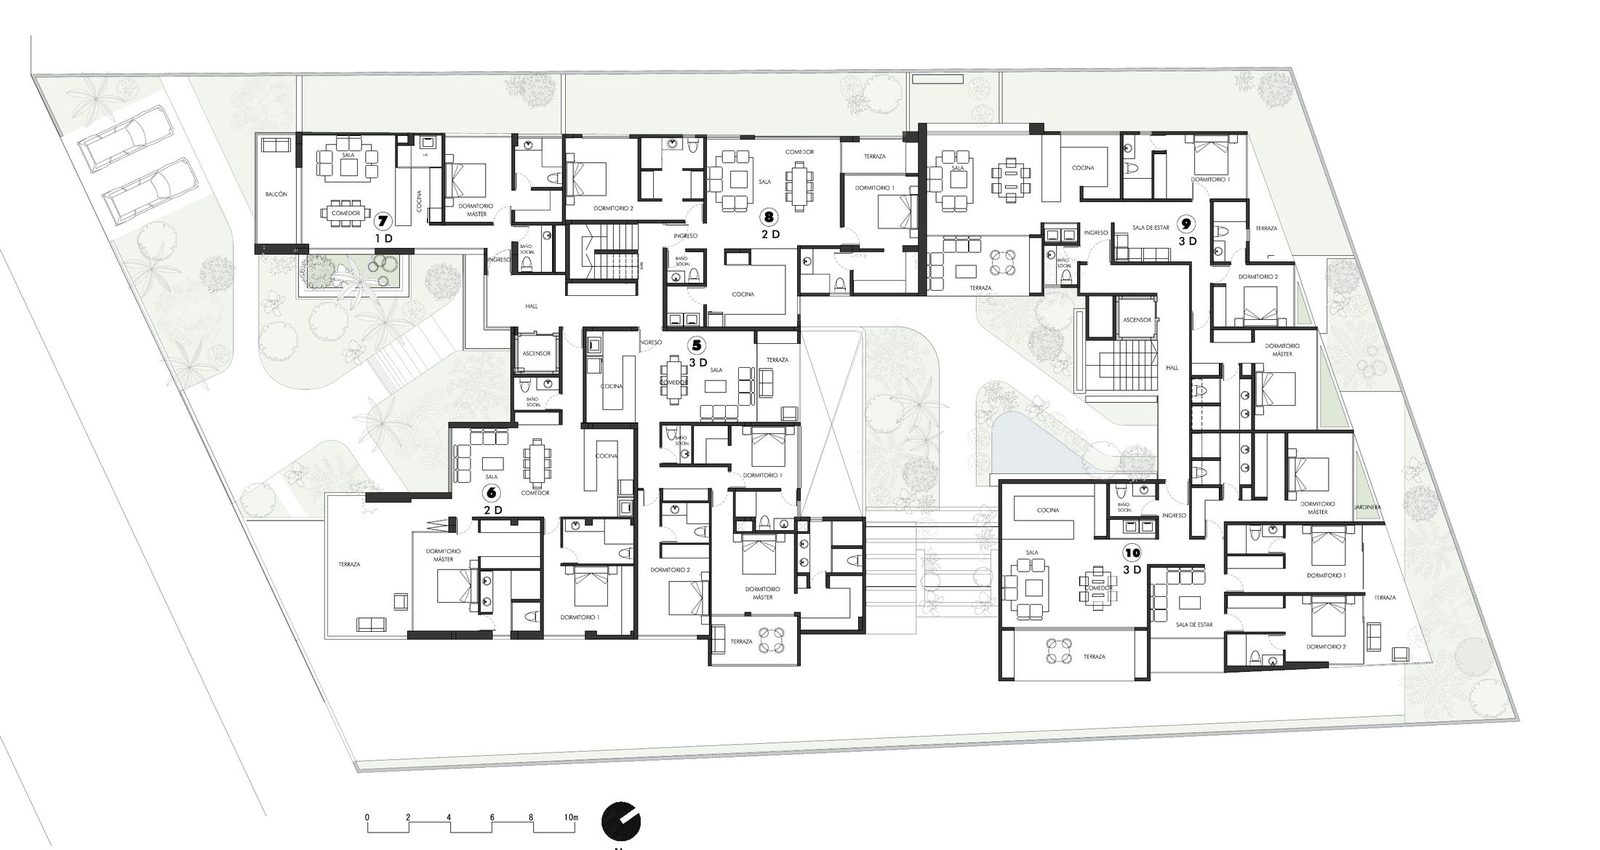 BALCÓN
SALA
COMEDOR
7
1 D
COCINA
DORMITORIO
MÁSTER
INGRESO
BAÑO
SOCIAL
HALL
ASCENSOR
DORMITORIO 2
INGRESO
BAÑO
SOCIAL
SALA
COMEDOR
8
2 D
COCINA
TERRAZA
DORMITORIO 1
SALA
COCINA
TERRAZA
BAÑO
SOCIAL
INGRESO
SALA DE ESTAR
9
3 D
DORMITORIO 1
TERRAZA
DORMITORIO 2
DORMITORIO
MÁSTER
ASCENSOR
HALL
INGRESO
5
3 D
COCINA
COMEDOR
SALA
TERRAZA
BAÑO
SOCIAL
DORMITORIO 1
DORMITORIO 2
DORMITORIO
MÁSTER
TERRAZA
BAÑO
SOCIAL
SALA
6
2 D
COMEDOR
COCINA
TERRAZA
DORMITORIO
MÁSTER
DORMITORIO 1
COCINA
BAÑO
SOCIAL
INGRESO
SALA
10
3 D
COMEDOR
TERRAZA
SALA DE ESTAR
DORMITORIO
MÁSTER
JARDINERA
DORMITORIO 1
DORMITORIO 2
TERRAZA
0 2 4 6 8 10m